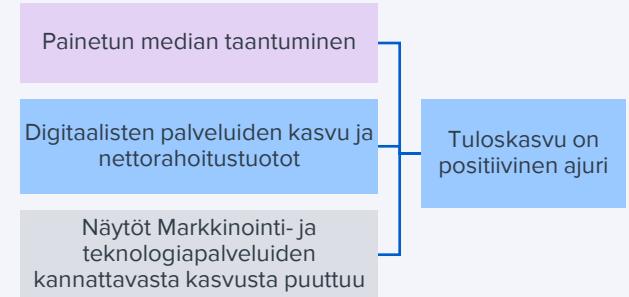 Painetun median taantuminen
Digitaalisten palveluiden kasvu ja
nettorahoitustuotot
Näytöt Markkinointi- ja
teknologiapalveluiden
kannattavasta kasvusta puuttuu
Tuloskasvu on
positiivinen ajuri